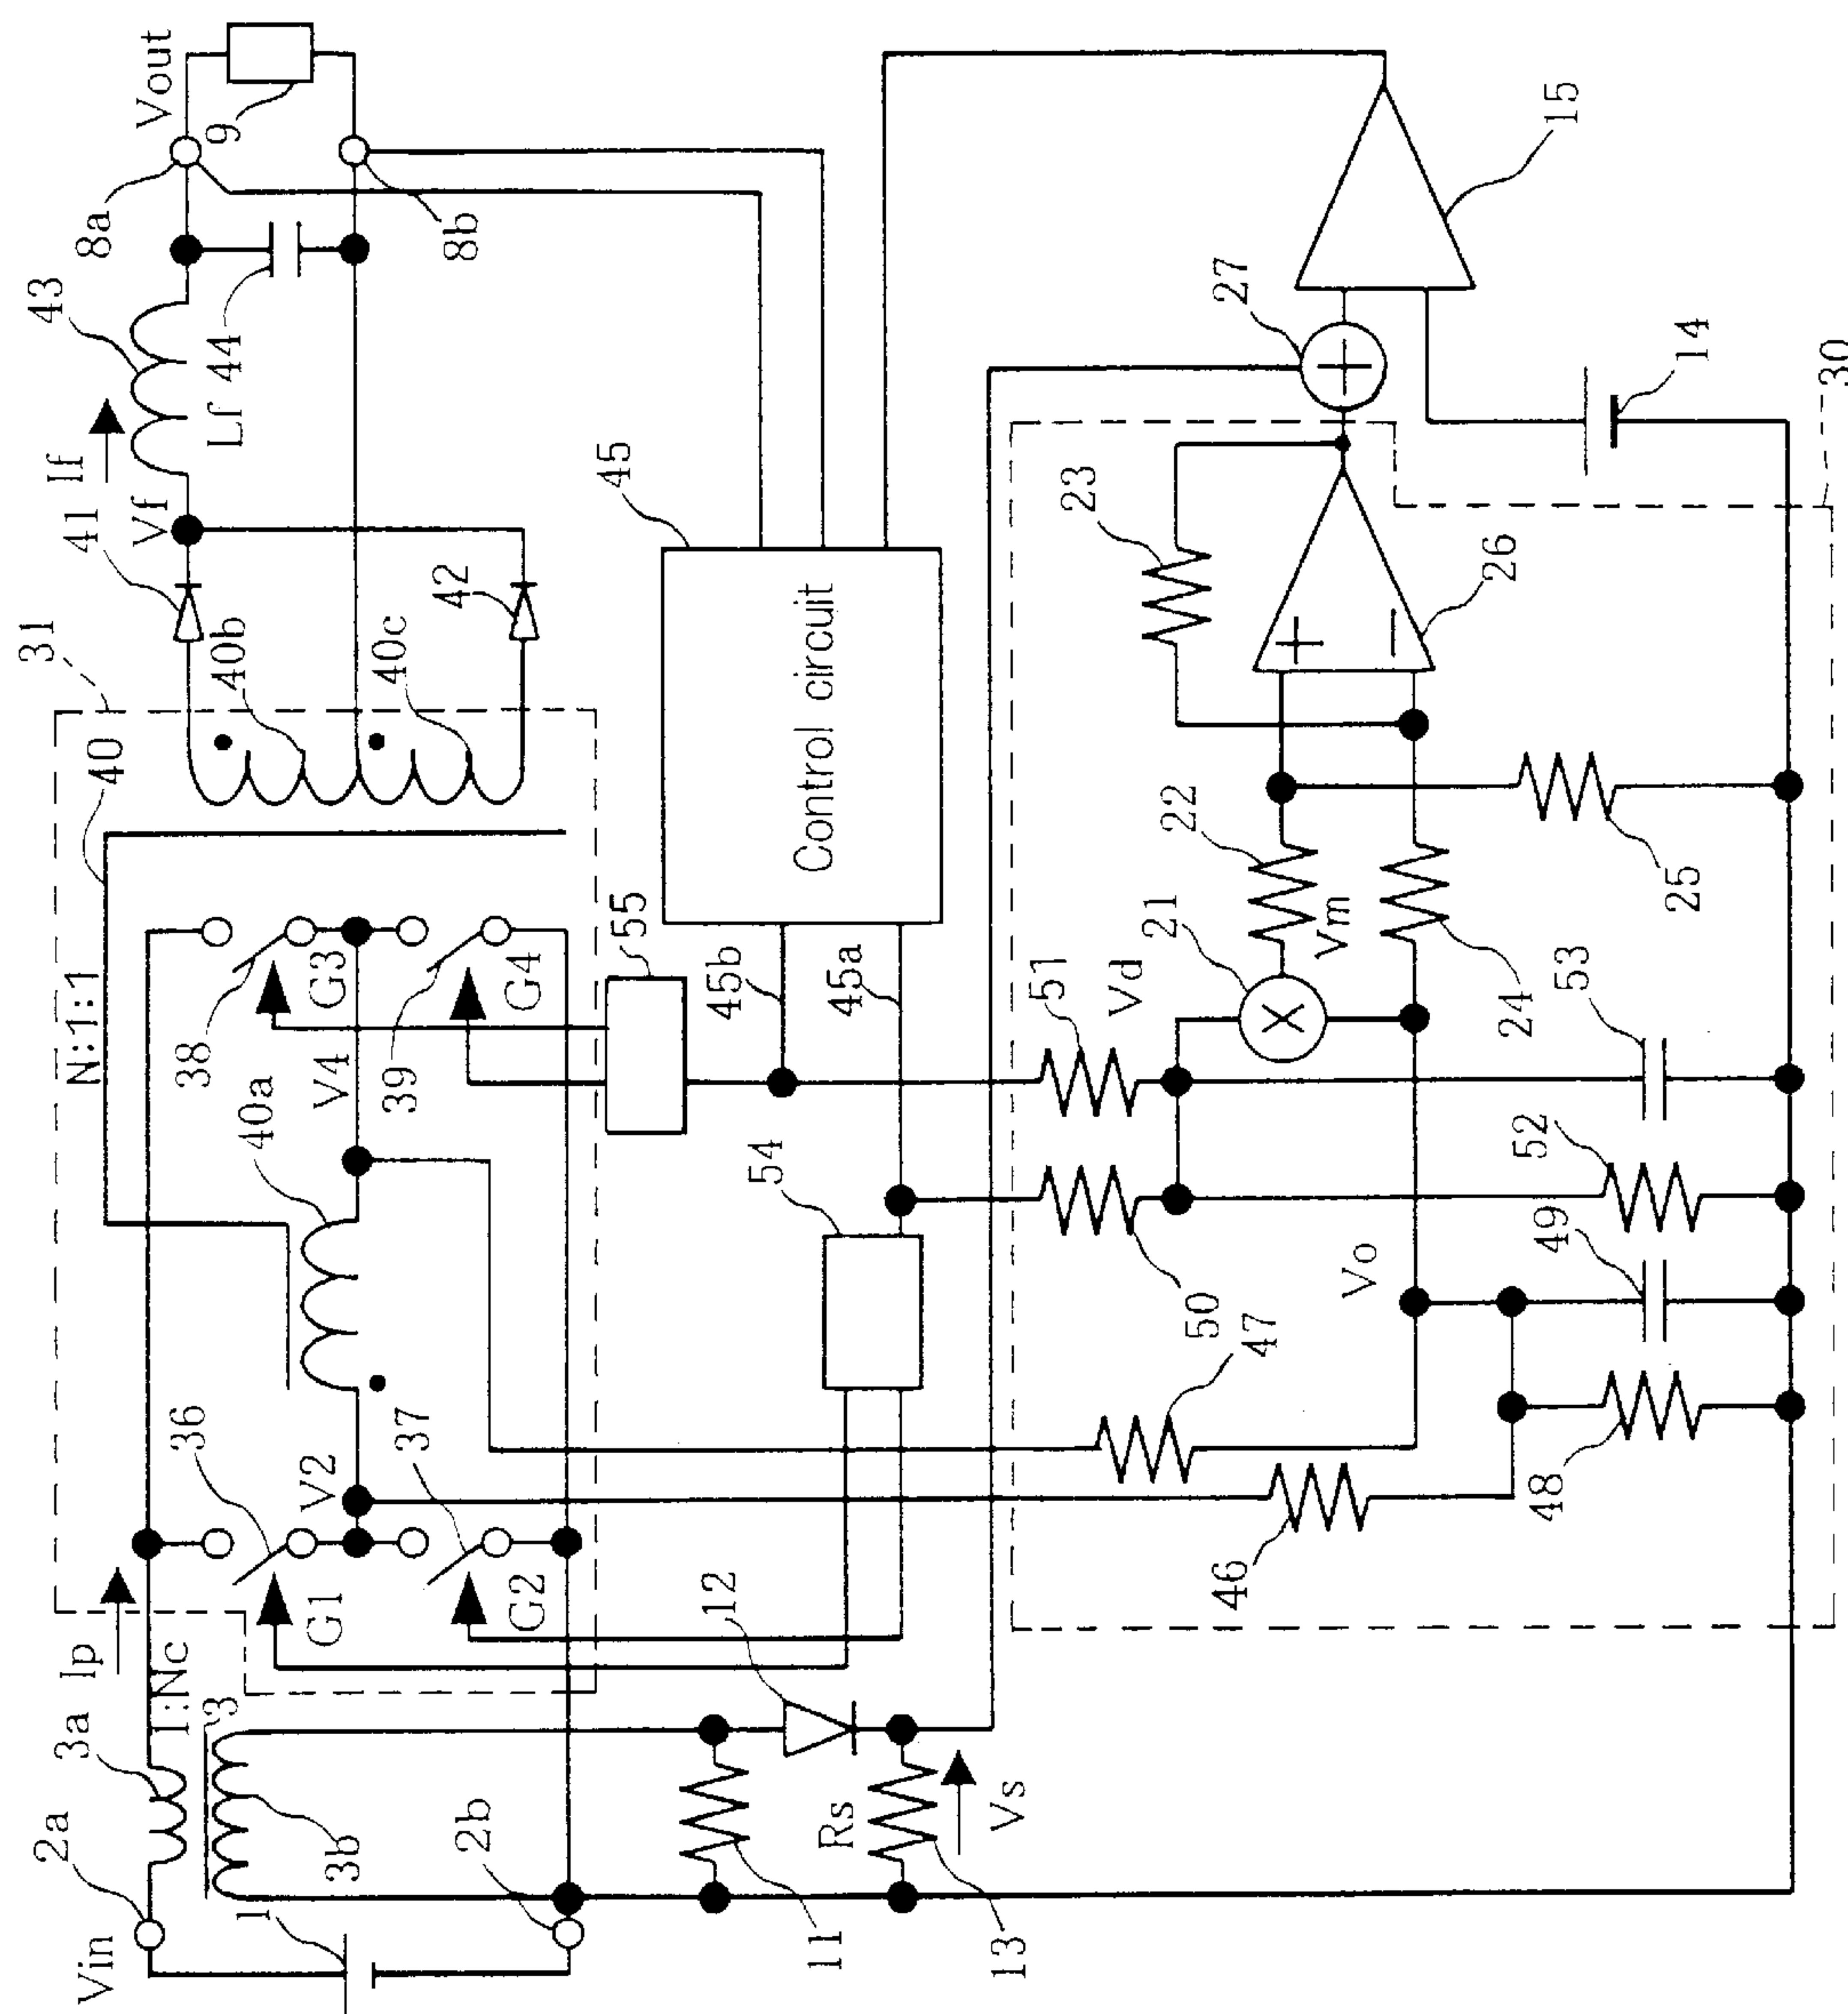 Vin
2a
3a
1:Nc
3
3b
1
2b
Ip
36
V2
G1
37
G2
31
N:1:1
40
40a
V4
38
G3
39
G4
40b
40c
41
42
Vf
If
43
Lf
44
8a
8b
Vout
9
55
45
Control circuit
45b
45a
54
12
11
Rs
13
Vs
46
47
50
51
Vd
Vo
48
49
52
53
21
22
Vm
24
25
23
26
27
15
14
30